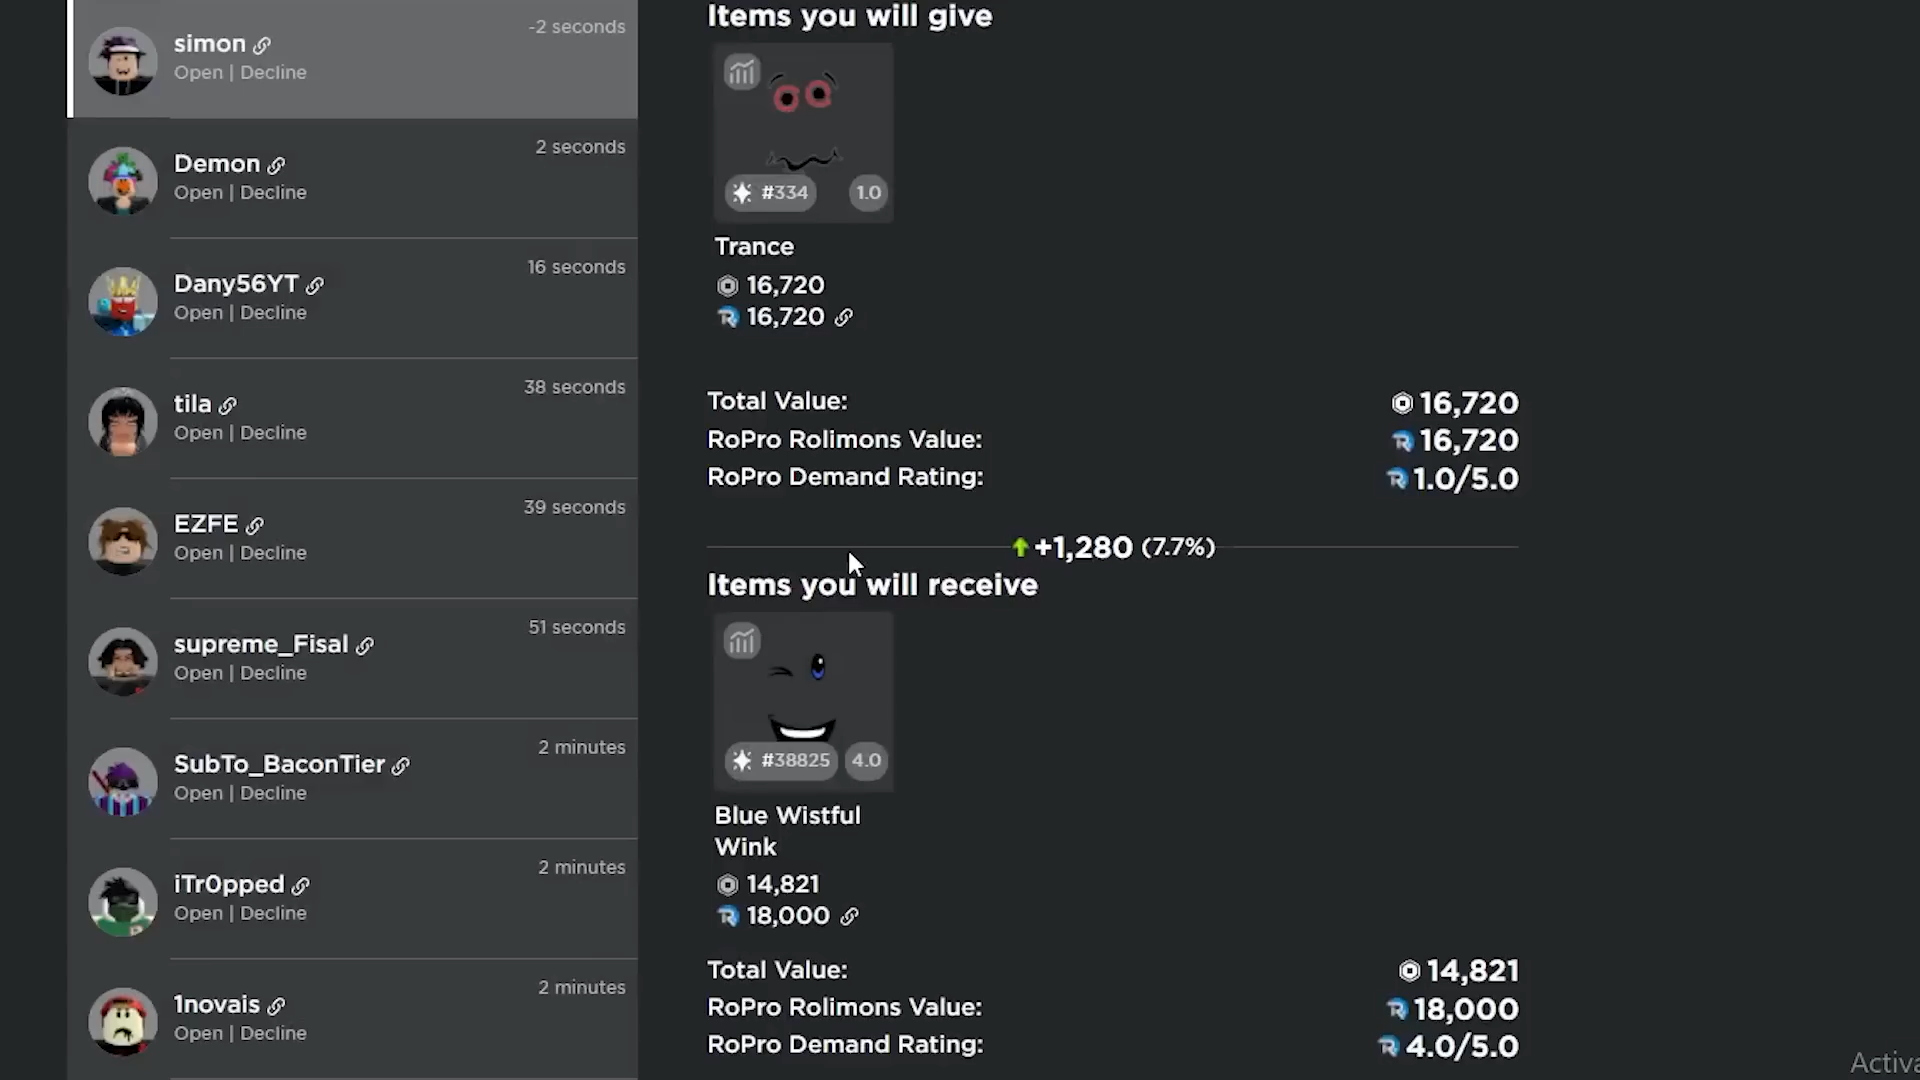 simon
-2 seconds
Open | Decline
Demon
2 seconds
Open | Decline
Dany56YT
16 seconds
Open | Decline
tila
38 seconds
Open | Decline
EZFE
39 seconds
Open | Decline
supreme_Fisal
51 seconds
Open | Decline
SubTo_BaconTier
2 minutes
Open | Decline
iTr0pped
2 minutes
Open | Decline
1novais
2 minutes
Open | Decline
Items you will give
#334 1.0
Trance
16,720
16,720
Total Value: 16,720
RoPro Rolimons Value: 16,720
RoPro Demand Rating: 1.0/5.0
+1,280 (7.7%)
Items you will receive
#38825 4.0
Blue Wistful
Wink
14,821
18,000
Total Value: 14,821
RoPro Rolimons Value: 18,000
RoPro Demand Rating: 4.0/5.0